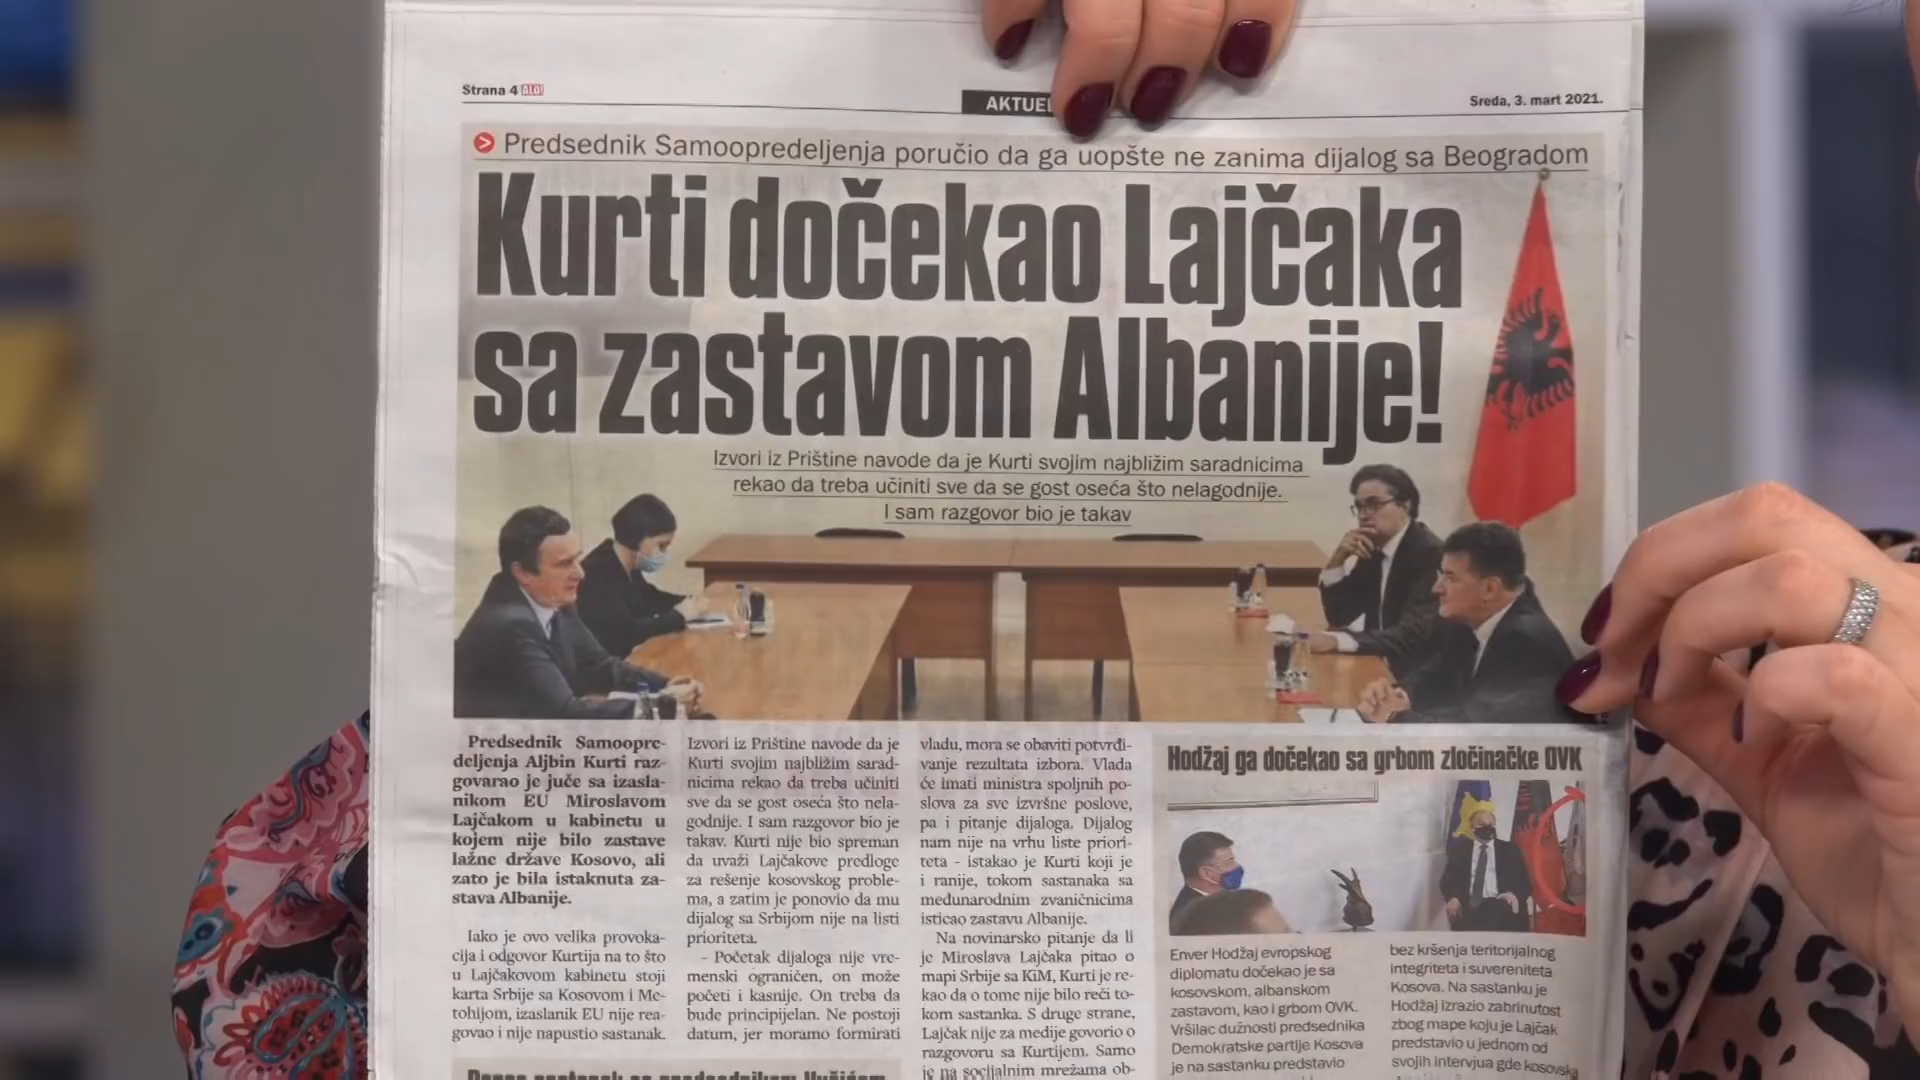 Strana 4 ALO!
AKTUE
Sreda, 3. mart 2021.
Predsednik Samoopredeljenja poručio da ga uopšte ne zanima dijalog sa Beogradom
Kurti dočekao Lajčaka
sa zastavom Albanije!
Izvori iz Prištine navode da je Kurti svojim najbližim saradnicima
rekao da treba učiniti sve da se gost oseća što nelagodnije.
I sam razgovor bio je takav
Predsednik Samoopre-
deljenja Aljbin Kurti raz-
govarao je juče sa izasla-
nikom EU Miroslavom
Lajčakom u kabinetu u
kojem nije bilo zastave
lažne države Kosovo, ali
zato je bila istaknuta za-
stava Albanije.
Iako je ovo velika provoka-
cija i odgovor Kurtija na to što
u Lajčakovom kabinetu stoji
karta Srbije sa Kosovom i Me-
tohijom, izaslanik EU nije rea-
govao i nije napustio sastanak.
Izvori iz Prištine navode da je
Kurti svojim najbližim sarad-
nicima rekao da treba učiniti
sve da se gost oseća što nela-
godnije. I sam razgovor bio je
takav. Kurti nije bio spreman
da uvaži Lajčakove predloge
za rešenje kosovskog proble-
ma, a zatim je ponovio da mu
dijalog sa Srbijom nije na listi
prioriteta.
- Početak dijaloga nije vre-
menski ograničen, on može
početi i kasnije. On treba da
bude principijelan. Ne postoji
datum, jer moramo formirati
vladu, mora se obaviti potvrđi-
vanje rezultata izbora. Vlada
će imati ministra spoljnih po-
slova za sve izvršne poslove,
pa i pitanje dijaloga. Dijalog
nam nije na vrhu liste priori-
teta - istakao je Kurti koji je
i ranije, tokom sastanaka sa
međunarodnim zvaničnicima
isticao zastavu Albanije.
Na novinarsko pitanje da li
je Miroslava Lajčaka pitao o
mapi Srbije sa KiM, Kurti je re-
kao da o tome nije bilo reči to-
kom sastanka. S druge strane,
Lajčak nije za medije govorio o
razgovoru sa Kurtijem. Samo
je na socijalnim mrežama ob-
Hodžaj ga dočekao sa grbom zločinačke OVK
Enver Hodžaj evropskog
diplomatu dočekao je sa
kosovskom, albanskom
zastavom, kao i grbom OVK.
Vršilac dužnosti predsednika
Demokratske partije Kosova
je na sastanku predstavio
bez kršenja teritorijalnog
integriteta i suvereniteta
Kosova. Na sastanku je
Hodžaj izrazio zabrinutost
zbog mape koju je Lajčak
predstavio u jednom od
svojih intervjua gde kosovska